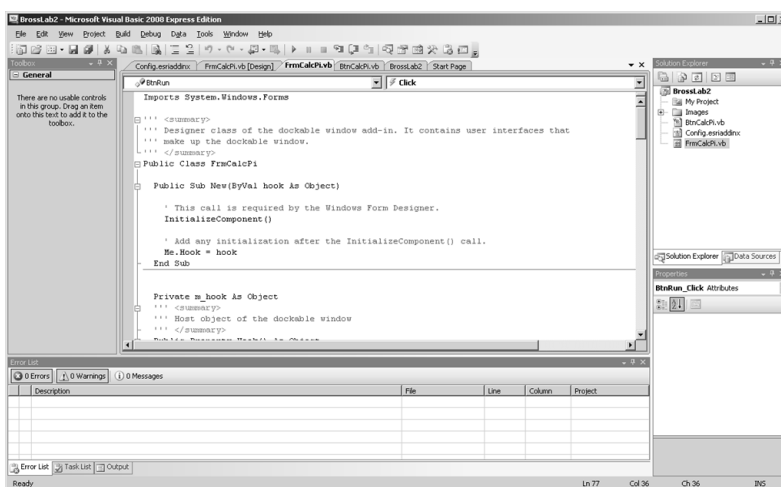 BrossLab2 - Microsoft Visual Basic 2008 Express Edition
File Edit View Project Build Debug Data Tools Window Help
Toolbox
General
There are no usable controls
in this group. Drag an item
onto this text to add it to the
toolbox.
Config.esriaddinx FrmCalcPi.vb [Design] FrmCalcPi.vb BtnCalcPi.vb BrossLab2 Start Page
BtnRun Click
Imports System.Windows.Forms
''' <summary>
''' Designer class of the dockable window add-in. It contains user interfaces that
''' make up the dockable window.
''' </summary>
Public Class FrmCalcPi
Public Sub New(ByVal hook As Object)
' This call is required by the Windows Form Designer.
InitializeComponent()
' Add any initialization after the InitializeComponent() call.
Me.Hook = hook
End Sub
Private m_hook As Object
''' <summary>
''' Host object of the dockable window
''' </summary>
Public Property Hook() As Object
Solution Explorer
BrossLab2
My Project
Images
BtnCalcPi.vb
Config.esriaddinx
FrmCalcPi.vb
Solution Explorer Data Sources
Properties
BtnRun_Click Attributes
Error List
0 Errors 0 Warnings 0 Messages
Description File Line Column Project
Error List Task List Output
Ready Ln 77 Col 36 Ch 36 INS